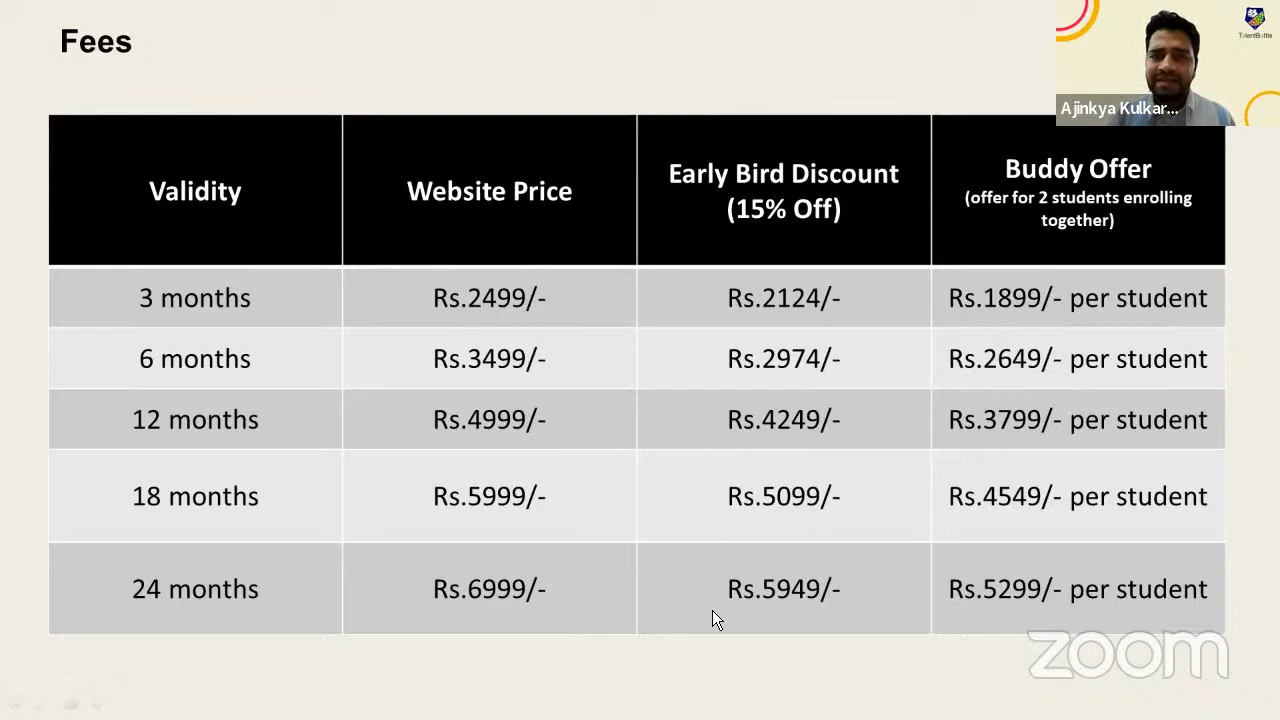 Fees
TalentBattle
Ajinkya Kulkar...
Validity
Website Price
Early Bird Discount
(15% Off)
Buddy Offer
(offer for 2 students enrolling
together)
3 months Rs.2499/- Rs.2124/- Rs.1899/- per student
6 months Rs.3499/- Rs.2974/- Rs.2649/- per student
12 months Rs.4999/- Rs.4249/- Rs.3799/- per student
18 months Rs.5999/- Rs.5099/- Rs.4549/- per student
24 months Rs.6999/- Rs.5949/- Rs.5299/- per student
zoom